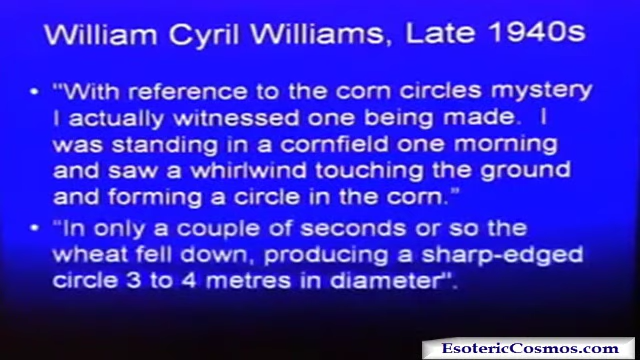 William Cyril Williams, Late 1940s
• "With reference to the corn circles mystery
I actually witnessed one being made. I
was standing in a cornfield one morning
and saw a whirlwind touching the ground
and forming a circle in the corn."
• "In only a couple of seconds or so the
wheat fell down, producing a sharp-edged
circle 3 to 4 metres in diameter".
EsotericCosmos.com